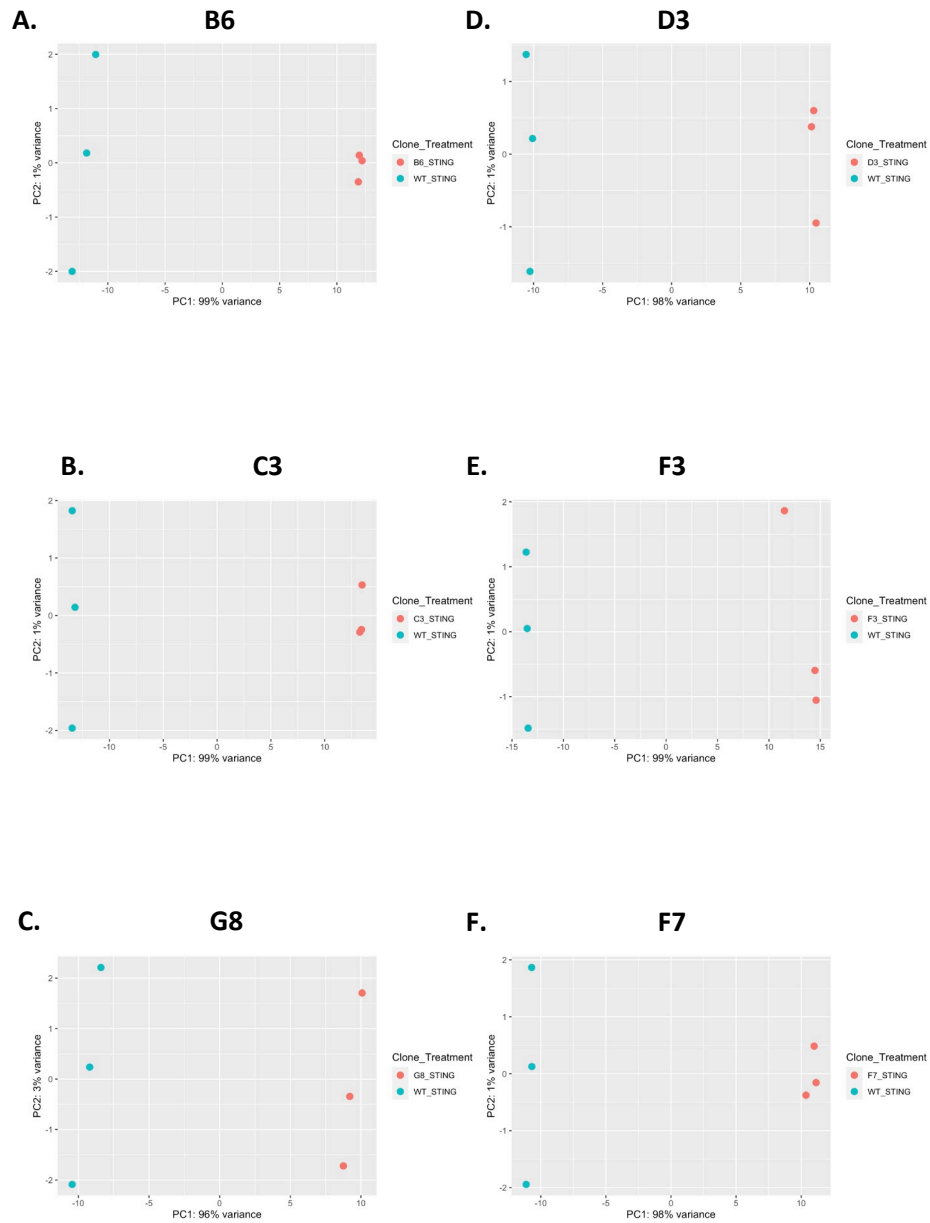 A. B6
2
1
0
-1
-2
PC2: 1% variance
-10 -5 0 5 10
PC1: 99% variance
Clone_Treatment
B6_STING
WT_STING
D. D3
1
0
-1
PC2: 1% variance
-10 -5 0 5 10
PC1: 98% variance
Clone_Treatment
D3_STING
WT_STING
B. C3
2
1
0
-1
-2
PC2: 1% variance
-10 -5 0 5 10
PC1: 99% variance
Clone_Treatment
C3_STING
WT_STING
E. F3
2
1
0
-1
PC2: 1% variance
-15 -10 -5 0 5 10 15
PC1: 99% variance
Clone_Treatment
F3_STING
WT_STING
C. G8
2
1
0
-1
-2
PC2: 3% variance
-10 -5 0 5 10
PC1: 96% variance
Clone_Treatment
G8_STING
WT_STING
F. F7
2
1
0
-1
-2
PC2: 1% variance
-10 -5 0 5 10
PC1: 98% variance
Clone_Treatment
F7_STING
WT_STING